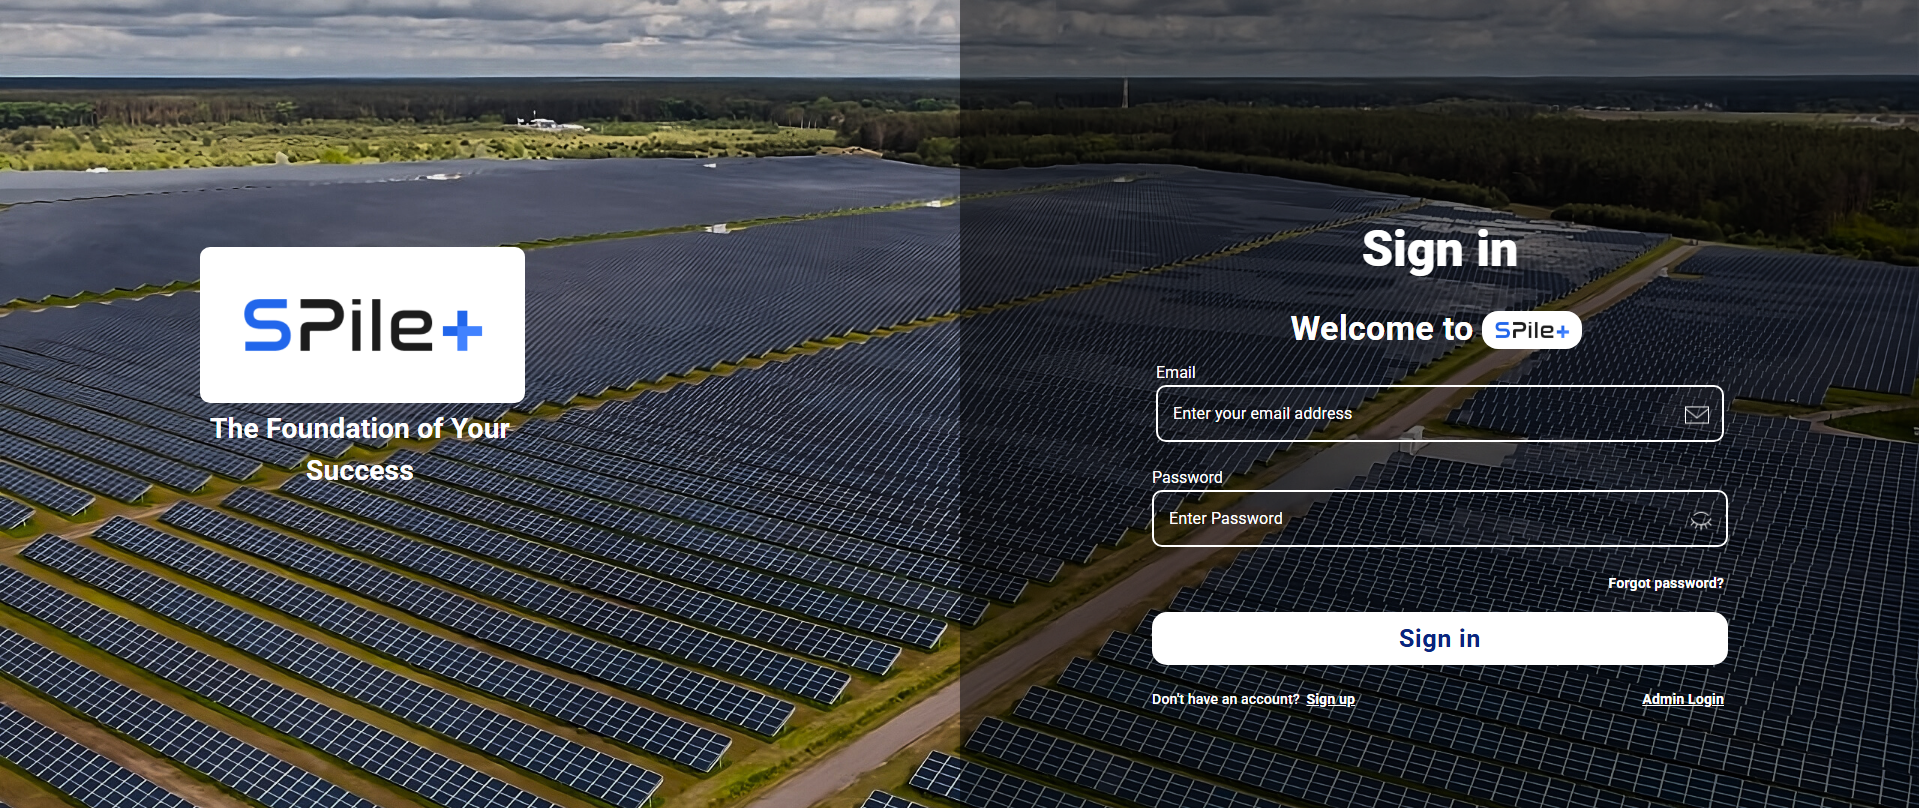 SPile+
The Foundation of Your
Success
Sign in
Welcome to SPile+
Email
Enter your email address
Password
Enter Password
Forgot password?
Sign in
Don't have an account? Sign up
Admin Login